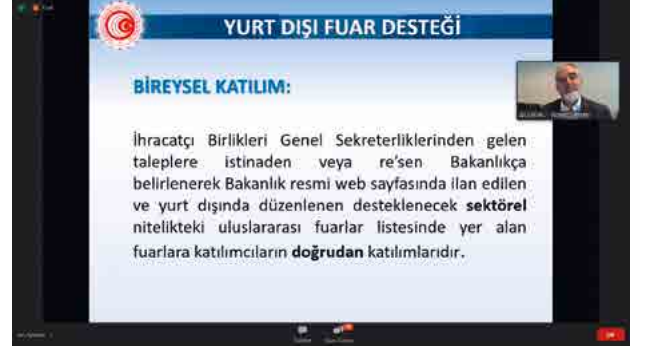 YURT DIŞI FUAR DESTEĞİ
BİREYSEL KATILIM:
İhracatçı Birlikleri Genel Sekreterliklerinden gelen
taleplere istinaden veya re'sen Bakanlıkça
belirlenerek Bakanlık resmi web sayfasında ilan edilen
ve yurt dışında düzenlenen desteklenecek sektörel
nitelikteki uluslararası fuarlar listesinde yer alan
fuarlara katılımcıların doğrudan katılımlarıdır.